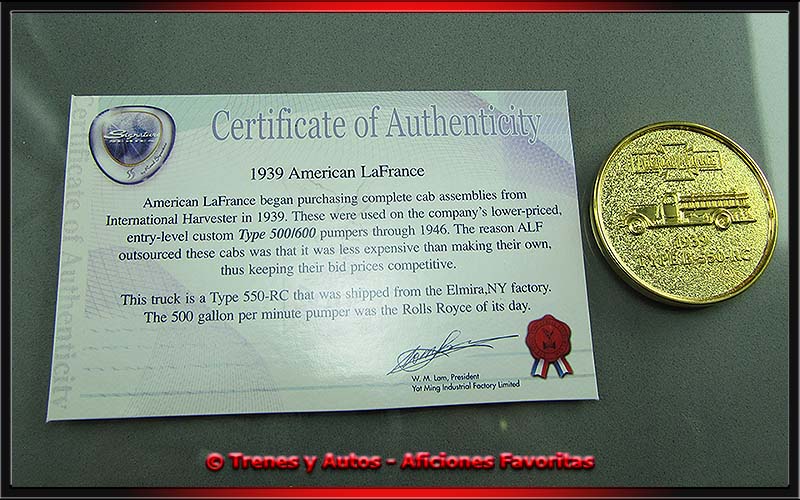 Certificate of Authenticity
Signature
1939 American LaFrance
American LaFrance began purchasing complete cab assemblies from
International Harvester in 1939. These were used on the company's lower-priced,
entry-level custom Type 500/600 pumpers through 1946. The reason ALF
outsourced these cabs was that it was less expensive than making their own,
thus keeping their bid prices competitive.
This truck is a Type 550-RC that was shipped from the Elmira,NY factory.
The 500 gallon per minute pumper was the Rolls Royce of its day.
W. M. Lam, President
Yat Ming Industrial Factory Limited
Certificate of Authenticity
1939
TYPE B-550-RC
© Trenes y Autos - Aficiones Favoritas